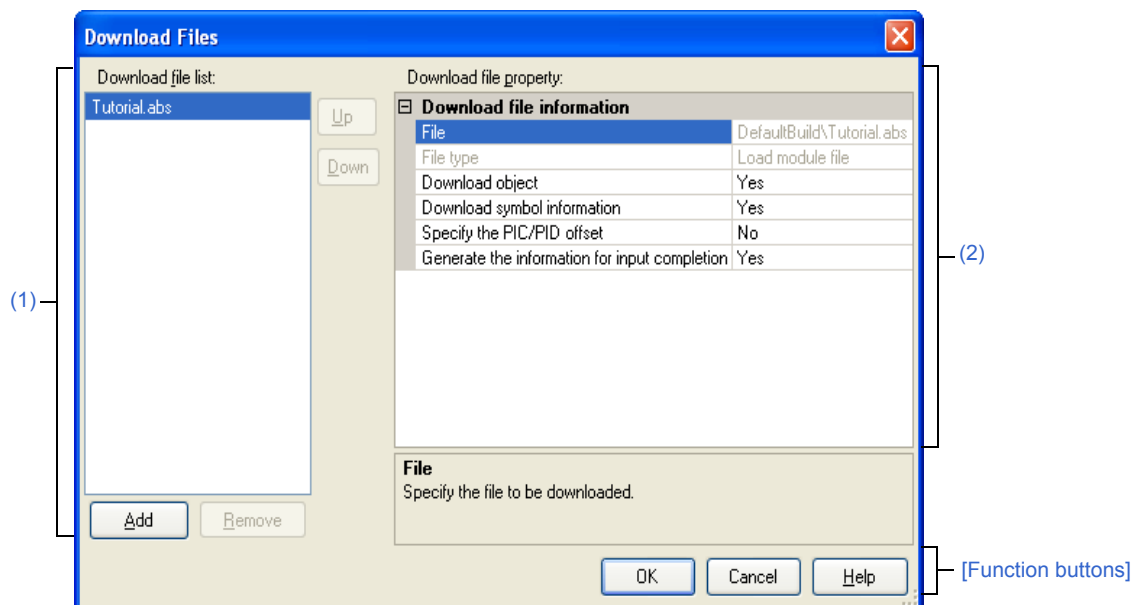 Download Files
Download file list:
Tutorial.abs
Up
Down
Add
Remove
Download file property:
Download file information
File DefaultBuild\Tutorial.abs
File type Load module file
Download object Yes
Download symbol information Yes
Specify the PIC/PID offset No
Generate the information for input completion Yes
File
Specify the file to be downloaded.
OK Cancel Help
(1)
(2)
[Function buttons]